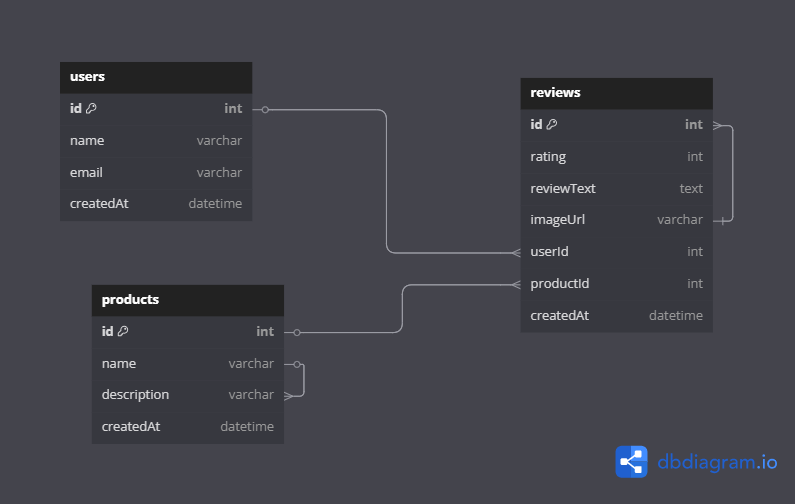 users
id int
name varchar
email varchar
createdAt datetime
products
id int
name varchar
description varchar
createdAt datetime
reviews
id int
rating int
reviewText text
imageUrl varchar
userId int
productId int
createdAt datetime
dbdiagram.io